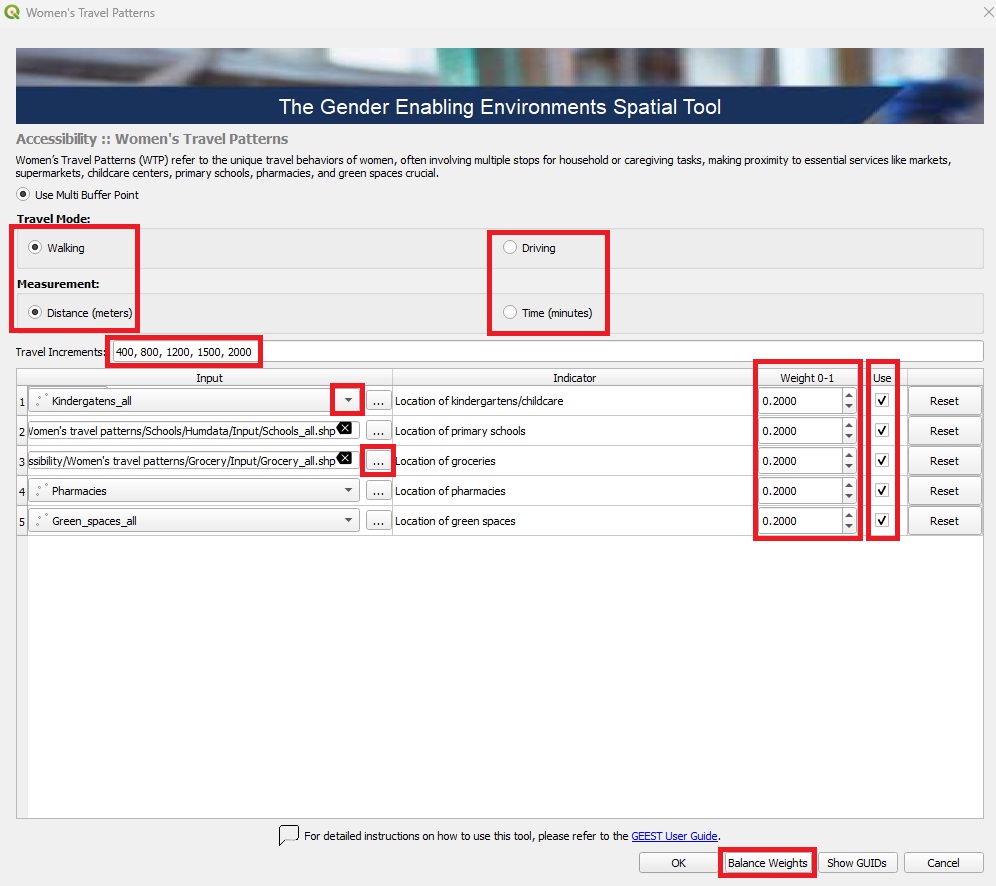 Women's Travel Patterns
The Gender Enabling Environments Spatial Tool
Accessibility :: Women's Travel Patterns
Women's Travel Patterns (WTP) refer to the unique travel behaviors of women, often involving multiple stops for household or caregiving tasks, making proximity to essential services like markets,
supermarkets, childcare centers, primary schools, pharmacies, and green spaces crucial.
Use Multi Buffer Point
Travel Mode:
Walking Driving
Measurement:
Distance (meters) Time (minutes)
Travel Increments: 400, 800, 1200, 1500, 2000
Input Indicator Weight 0-1 Use
1 Kindergatens_all ... Location of kindergartens/childcare 0.2000 Reset
2 Women's travel patterns/Schools/Humdata/Input/Schools_all.shp ... Location of primary schools 0.2000 Reset
3 ssibility/Women's travel patterns/Grocery/Input/Grocery_all.shp ... Location of groceries 0.2000 Reset
4 Pharmacies ... Location of pharmacies 0.2000 Reset
5 Green_spaces_all ... Location of green spaces 0.2000 Reset
For detailed instructions on how to use this tool, please refer to the GEEST User Guide.
OK Balance Weights Show GUIDs Cancel